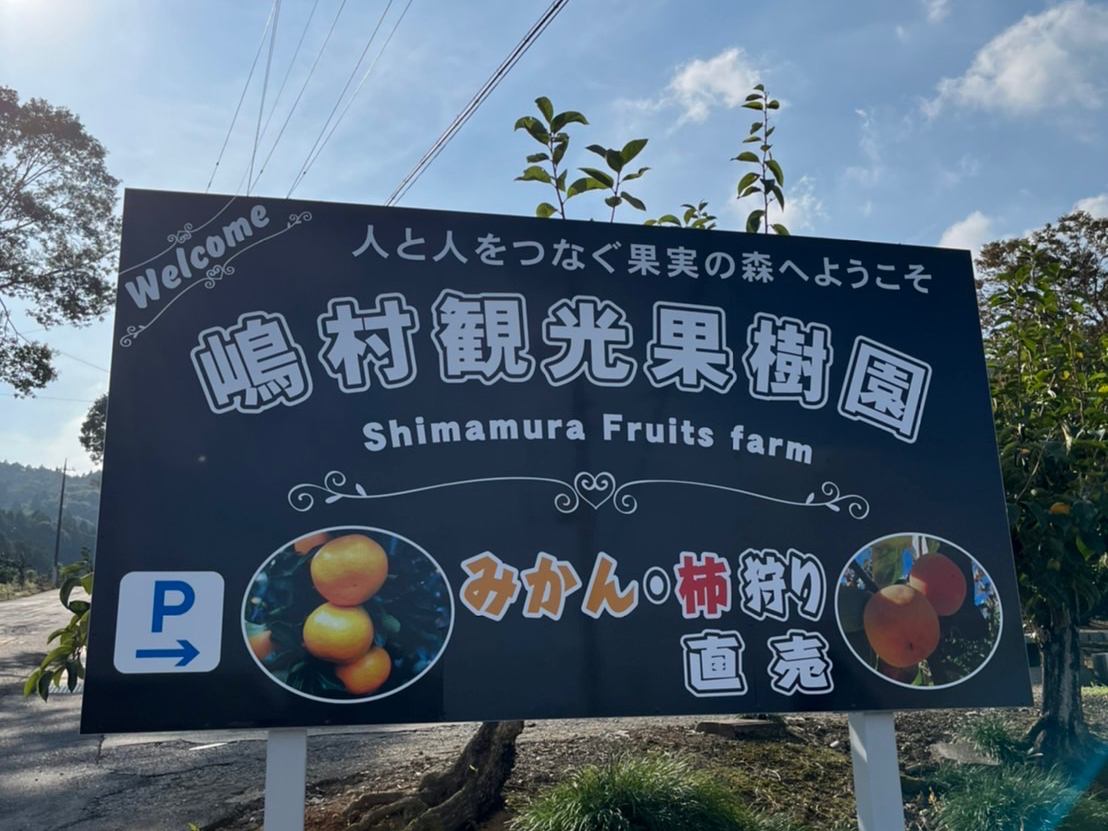 Welcome
人と人をつなぐ果実の森へようこそ
嶋村観光果樹園
Shimamura Fruits farm
みかん・柿狩り
直売
P
→